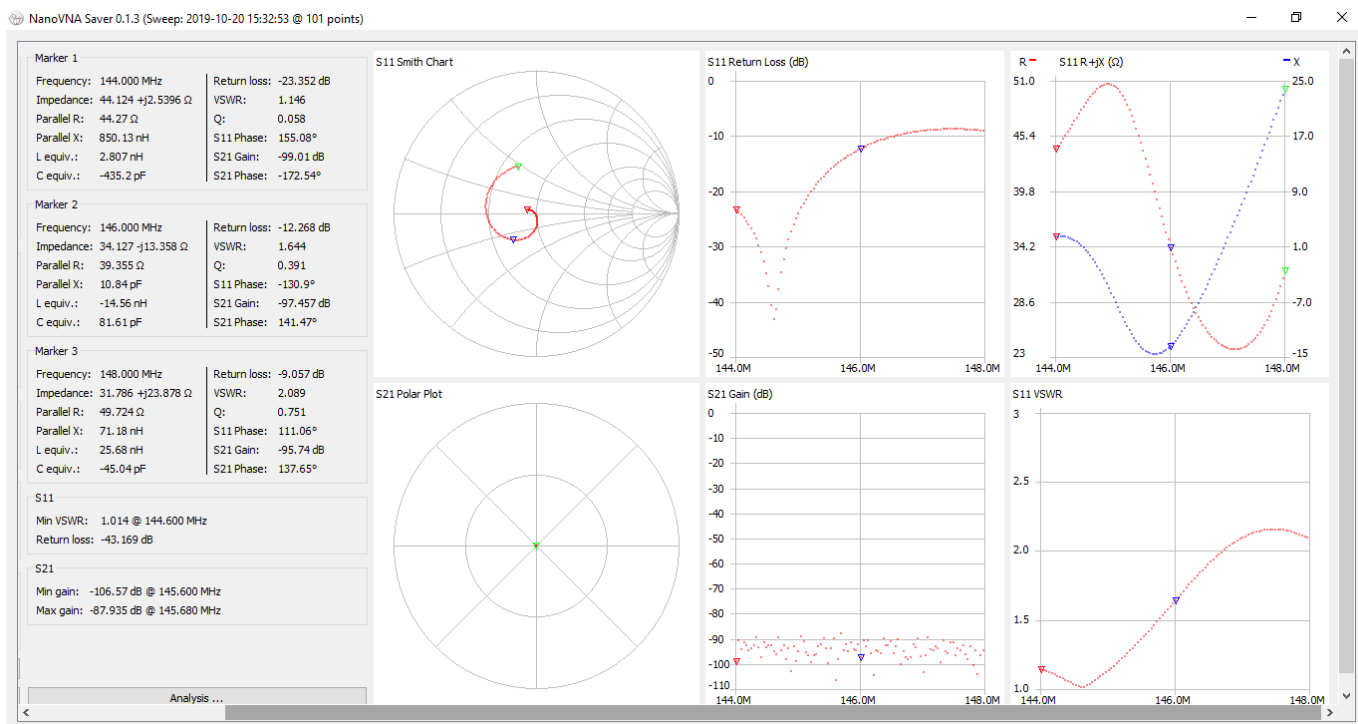 NanoVNA Saver 0.1.3 (Sweep: 2019-10-20 15:32:53 @ 101 points)
Marker 1
Frequency: 144.000 MHz Return loss: -23.352 dB
Impedance: 44.124 +j2.5396 Ω VSWR: 1.146
Parallel R: 44.27 Ω Q: 0.058
Parallel X: 850.13 nH S11 Phase: 155.08°
L equiv.: 2.807 nH S21 Gain: -99.01 dB
C equiv.: -435.2 pF S21 Phase: -172.54°
Marker 2
Frequency: 146.000 MHz Return loss: -12.268 dB
Impedance: 34.127 -j13.358 Ω VSWR: 1.644
Parallel R: 39.355 Ω Q: 0.391
Parallel X: 10.84 pF S11 Phase: -130.9°
L equiv.: -14.56 nH S21 Gain: -97.457 dB
C equiv.: 81.61 pF S21 Phase: 141.47°
Marker 3
Frequency: 148.000 MHz Return loss: -9.057 dB
Impedance: 31.786 +j23.878 Ω VSWR: 2.089
Parallel R: 49.724 Ω Q: 0.751
Parallel X: 71.18 nH S11 Phase: 111.06°
L equiv.: 25.68 nH S21 Gain: -95.74 dB
C equiv.: -45.04 pF S21 Phase: 137.65°
S11
Min VSWR: 1.014 @ 144.600 MHz
Return loss: -43.169 dB
S21
Min gain: -106.57 dB @ 145.600 MHz
Max gain: -87.935 dB @ 145.680 MHz
Analysis ...
S11 Smith Chart
S11 Return Loss (dB)
0
-10
-20
-30
-40
-50
144.0M 146.0M 148.0M
R S11 R+jX (Ω) X
51.0 25.0
45.4 17.0
39.8 9.0
34.2 1.0
28.6 -7.0
23 -15
144.0M 146.0M 148.0M
S21 Polar Plot
S21 Gain (dB)
0
-10
-20
-30
-40
-50
-60
-70
-80
-90
-100
-110
144.0M 146.0M 148.0M
S11 VSWR
3
2.5
2.0
1.5
1.0
144.0M 146.0M 148.0M